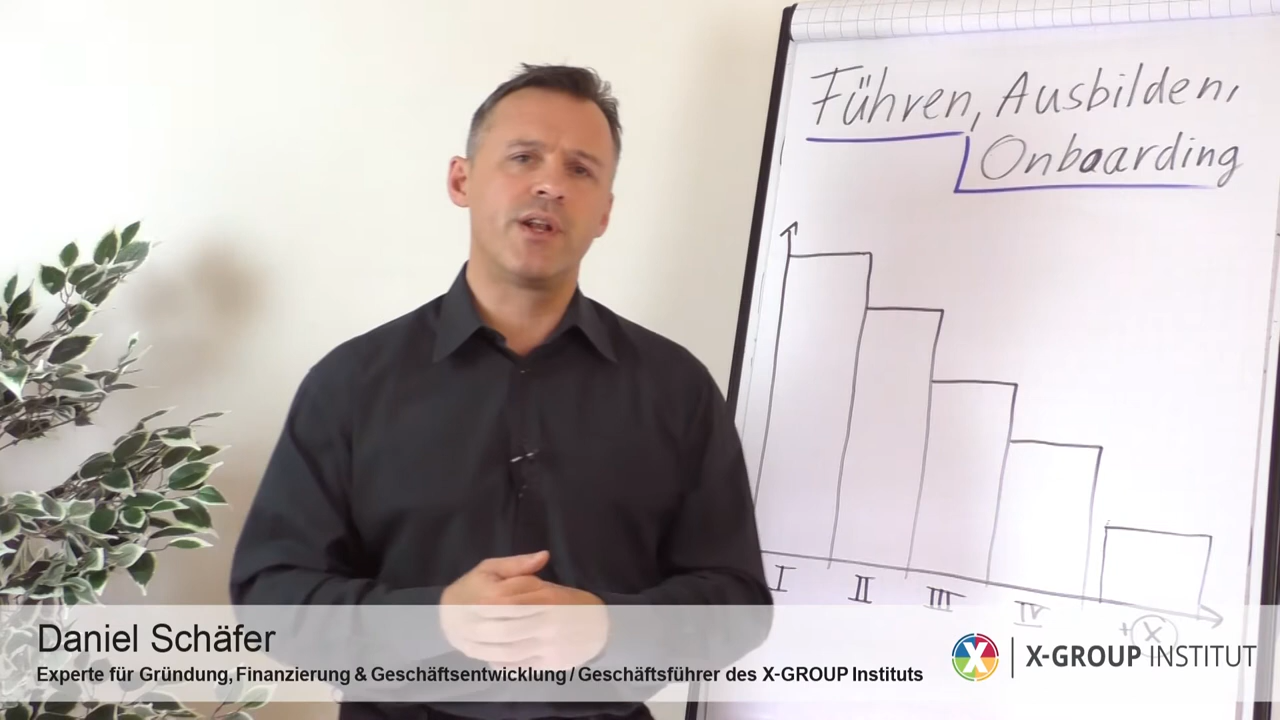 Führen, Ausbilden,
Onboarding
I
II
III
IV
+ X
Daniel Schäfer
Experte für Gründung, Finanzierung & Geschäftsentwicklung / Geschäftsführer des X-GROUP Instituts
X
X-GROUP INSTITUT